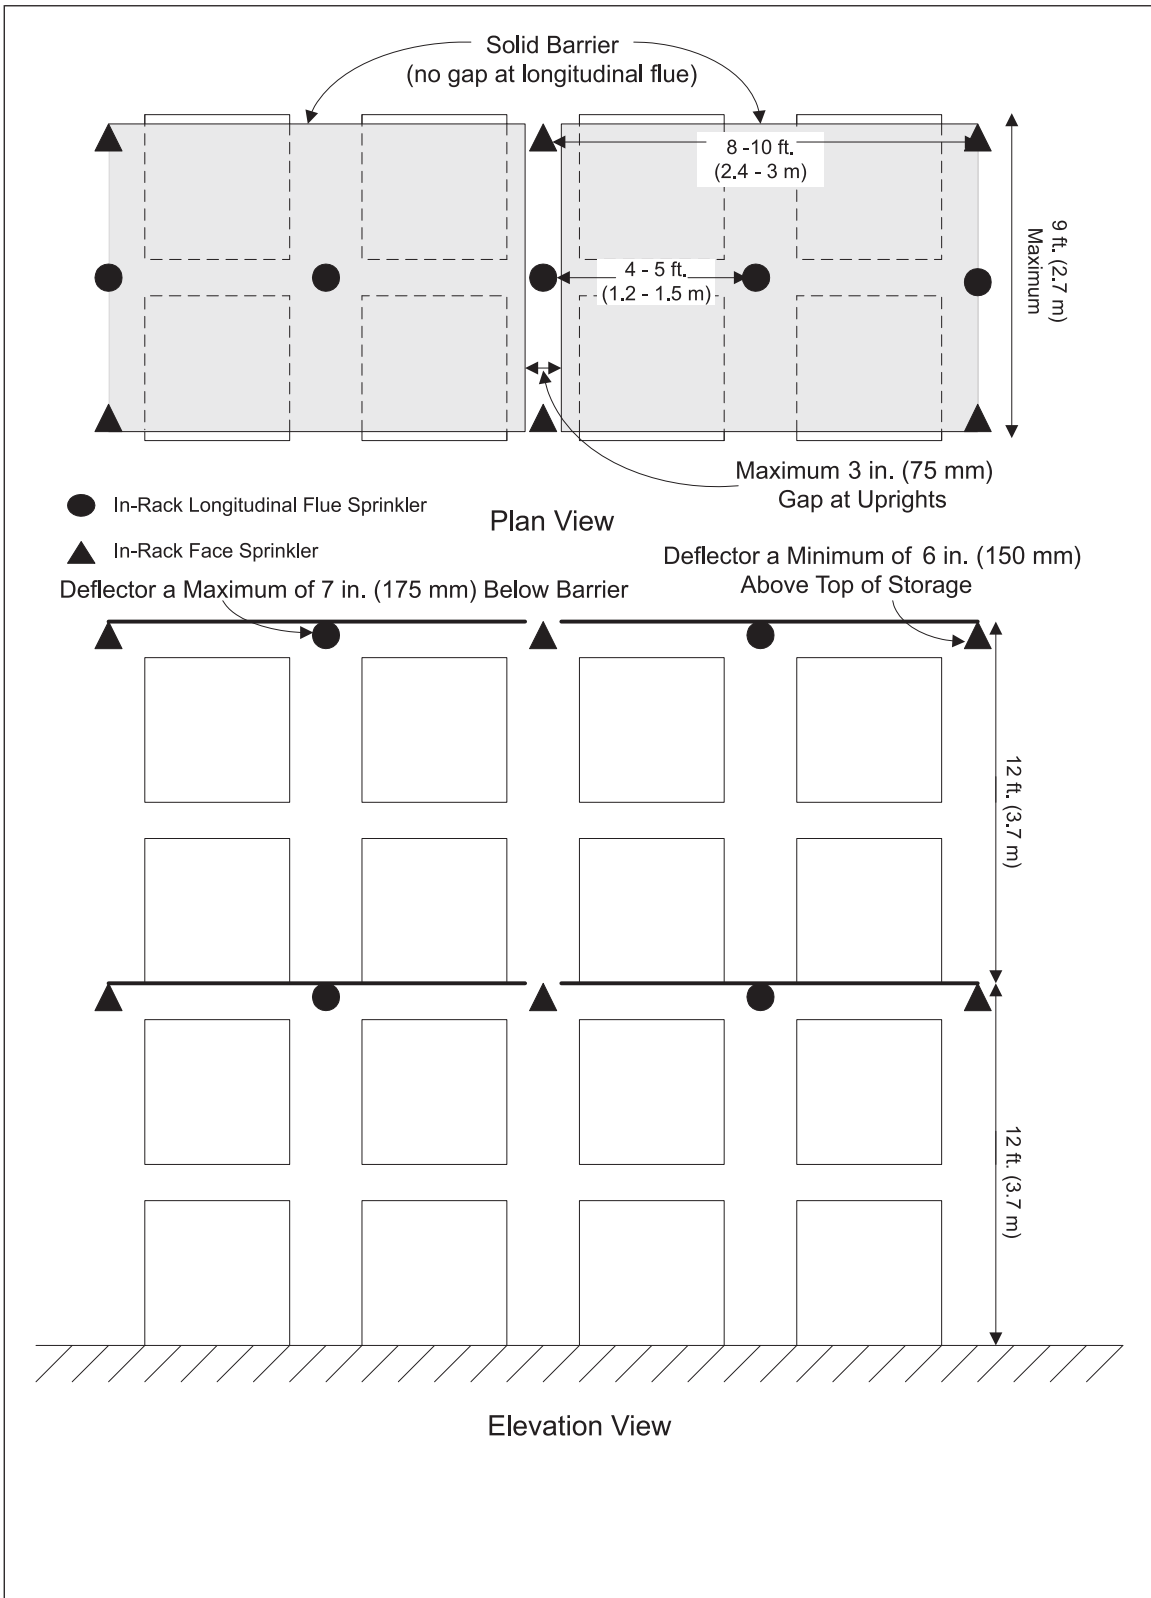 Solid Barrier
(no gap at longitudinal flue)
8 -10 ft.
(2.4 - 3 m)
4 - 5 ft.
(1.2 - 1.5 m)
9 ft. (2.7 m)
Maximum
Maximum 3 in. (75 mm)
Gap at Uprights
In-Rack Longitudinal Flue Sprinkler
Plan View
In-Rack Face Sprinkler
Deflector a Minimum of 6 in. (150 mm)
Above Top of Storage
Deflector a Maximum of 7 in. (175 mm) Below Barrier
12 ft. (3.7 m)
12 ft. (3.7 m)
Elevation View